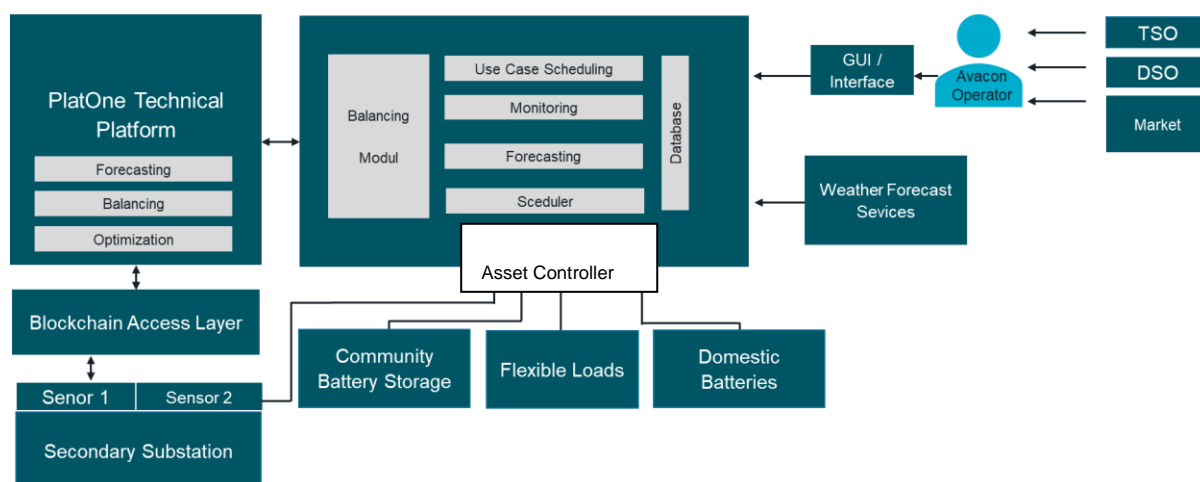 PlatOne Technical
Platform
Forecasting
Balancing
Optimization
Blockchain Access Layer
Senor 1
Sensor 2
Secondary Substation
Balancing
Modul
Use Case Scheduling
Monitoring
Forecasting
Sceduler
Database
Asset Controller
Community
Battery Storage
Flexible Loads
Domestic
Batteries
GUI /
Interface
Avacon
Operator
TSO
DSO
Market
Weather Forecast
Sevices